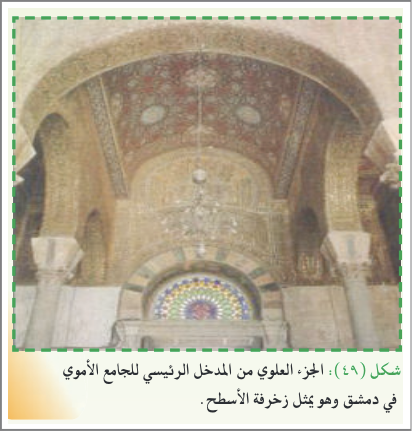 شكل (٤٩): الجزء العلوي من المدخل الرئيسي للجامع الأموي
في دمشق وهو يمثل زخرفة الأسطح.